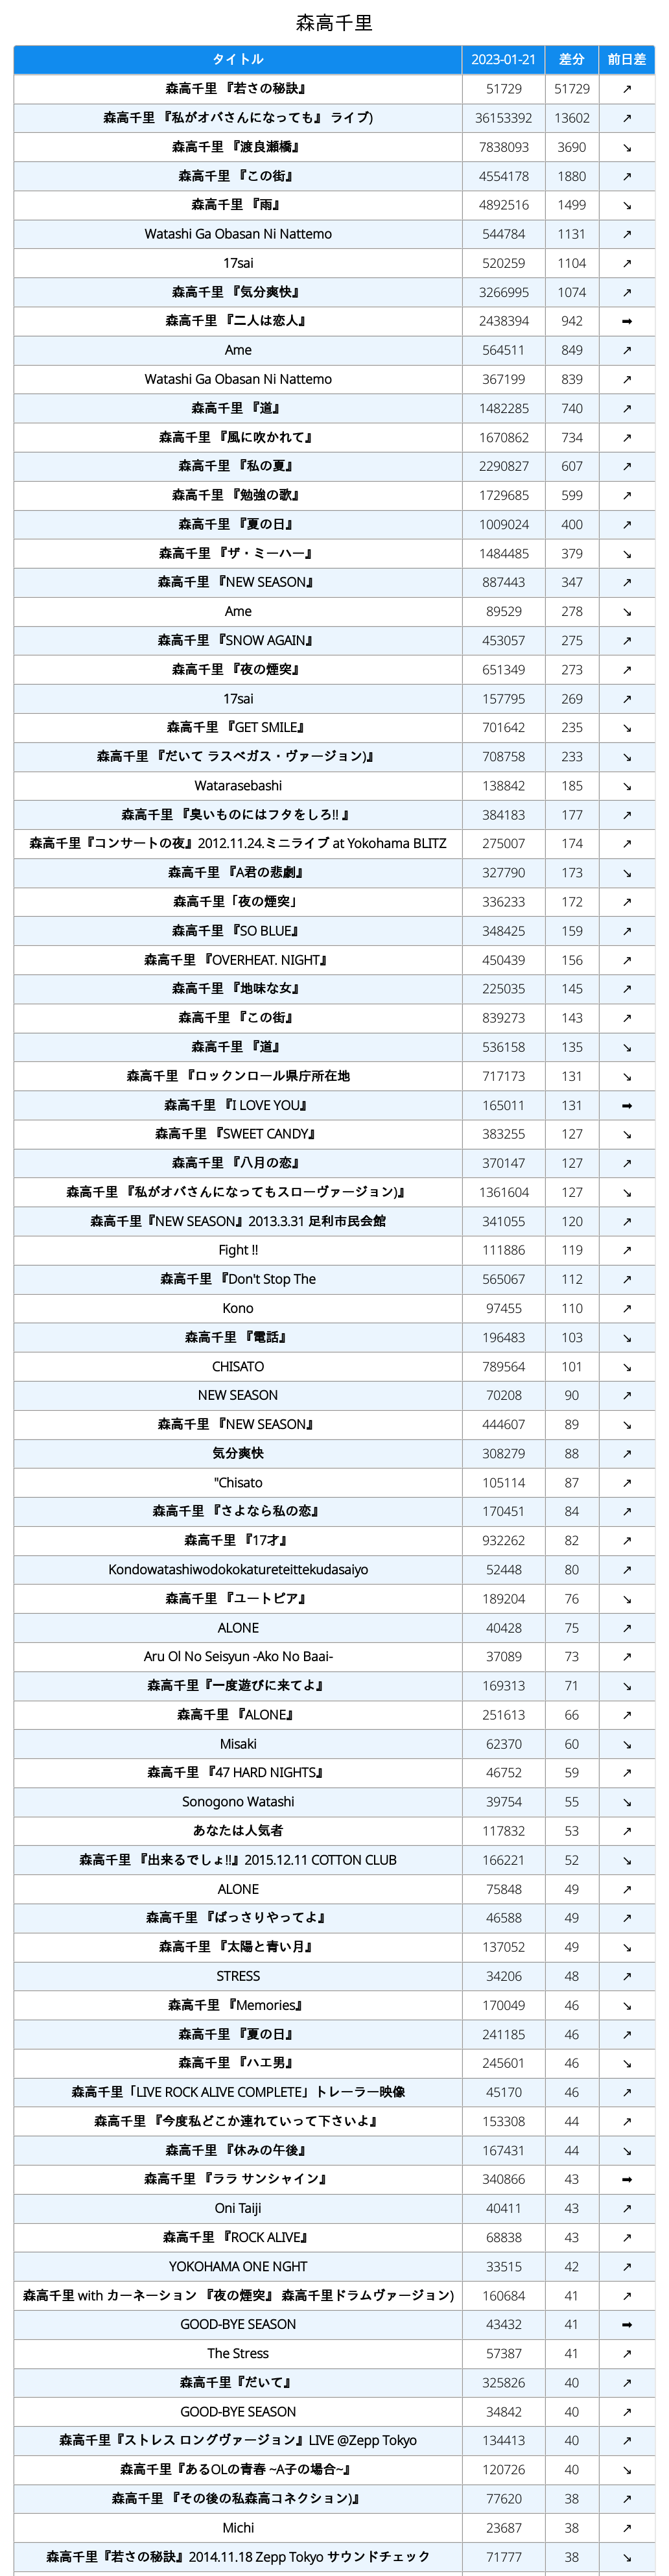 森高千里
タイトル 2023-01-21 差分 前日差
森高千里 『若さの秘訣』 51729 51729 ↗
森高千里 『私がオバさんになっても』 ライブ) 36153392 13602 ↗
森高千里 『渡良瀬橋』 7838093 3690 ↘
森高千里 『この街』 4554178 1880 ↗
森高千里 『雨』 4892516 1499 ↘
Watashi Ga Obasan Ni Nattemo 544784 1131 ↗
17sai 520259 1104 ↗
森高千里 『気分爽快』 3266995 1074 ↗
森高千里 『二人は恋人』 2438394 942 ➡
Ame 564511 849 ↗
Watashi Ga Obasan Ni Nattemo 367199 839 ↗
森高千里 『道』 1482285 740 ↗
森高千里 『風に吹かれて』 1670862 734 ↗
森高千里 『私の夏』 2290827 607 ↗
森高千里 『勉強の歌』 1729685 599 ↗
森高千里 『夏の日』 1009024 400 ↗
森高千里 『ザ・ミーハー』 1484485 379 ↘
森高千里 『NEW SEASON』 887443 347 ↗
Ame 89529 278 ↘
森高千里 『SNOW AGAIN』 453057 275 ↗
森高千里 『夜の煙突』 651349 273 ↗
17sai 157795 269 ↗
森高千里 『GET SMILE』 701642 235 ↘
森高千里 『だいて ラスベガス・ヴァージョン)』 708758 233 ↘
Watarasebashi 138842 185 ↘
森高千里 『臭いものにはフタをしろ!! 』 384183 177 ↗
森高千里『コンサートの夜』2012.11.24.ミニライブ at Yokohama BLITZ 275007 174 ↗
森高千里 『A君の悲劇』 327790 173 ↘
森高千里「夜の煙突」 336233 172 ↗
森高千里 『SO BLUE』 348425 159 ↗
森高千里 『OVERHEAT. NIGHT』 450439 156 ↗
森高千里 『地味な女』 225035 145 ↗
森高千里 『この街』 839273 143 ↗
森高千里 『道』 536158 135 ↘
森高千里 『ロックンロール県庁所在地 717173 131 ↘
森高千里 『I LOVE YOU』 165011 131 ➡
森高千里 『SWEET CANDY』 383255 127 ↘
森高千里 『八月の恋』 370147 127 ↗
森高千里 『私がオバさんになってもスローヴァージョン)』 1361604 127 ↘
森高千里『NEW SEASON』2013.3.31 足利市民会館 341055 120 ↗
Fight !! 111886 119 ↗
森高千里 『Don't Stop The 565067 112 ↗
Kono 97455 110 ↗
森高千里 『電話』 196483 103 ↘
CHISATO 789564 101 ↘
NEW SEASON 70208 90 ↗
森高千里 『NEW SEASON』 444607 89 ↘
気分爽快 308279 88 ↗
"Chisato 105114 87 ↗
森高千里 『さよなら私の恋』 170451 84 ↗
森高千里 『17才』 932262 82 ↗
Kondowatashiwodokokatureteittekudasaiyo 52448 80 ↗
森高千里 『ユートピア』 189204 76 ↘
ALONE 40428 75 ↗
Aru Ol No Seisyun -Ako No Baai- 37089 73 ↗
森高千里『一度遊びに来てよ』 169313 71 ↘
森高千里 『ALONE』 251613 66 ↗
Misaki 62370 60 ↘
森高千里 『47 HARD NIGHTS』 46752 59 ↗
Sonogono Watashi 39754 55 ↘
あなたは人気者 117832 53 ↗
森高千里 『出来るでしょ!!』2015.12.11 COTTON CLUB 166221 52 ↘
ALONE 75848 49 ↗
森高千里 『ばっさりやってよ』 46588 49 ↗
森高千里 『太陽と青い月』 137052 49 ↘
STRESS 34206 48 ↗
森高千里 『Memories』 170049 46 ↘
森高千里 『夏の日』 241185 46 ↗
森高千里 『ハエ男』 245601 46 ↘
森高千里「LIVE ROCK ALIVE COMPLETE」トレーラー映像 45170 46 ↗
森高千里 『今度私どこか連れていって下さいよ』 153308 44 ↗
森高千里 『休みの午後』 167431 44 ↘
森高千里 『ララ サンシャイン』 340866 43 ➡
Oni Taiji 40411 43 ↗
森高千里 『ROCK ALIVE』 68838 43 ↗
YOKOHAMA ONE NGHT 33515 42 ↗
森高千里 with カーネーション 『夜の煙突』 森高千里ドラムヴァージョン) 160684 41 ↗
GOOD-BYE SEASON 43432 41 ➡
The Stress 57387 41 ↗
森高千里『だいて』 325826 40 ↗
GOOD-BYE SEASON 34842 40 ↗
森高千里『ストレス ロングヴァージョン』LIVE @Zepp Tokyo 134413 40 ↗
森高千里『あるOLの青春 ~A子の場合~』 120726 40 ↘
森高千里 『その後の私森高コネクション)』 77620 38 ↗
Michi 23687 38 ↗
森高千里『若さの秘訣』2014.11.18 Zepp Tokyo サウンドチェック 71777 38 ↘